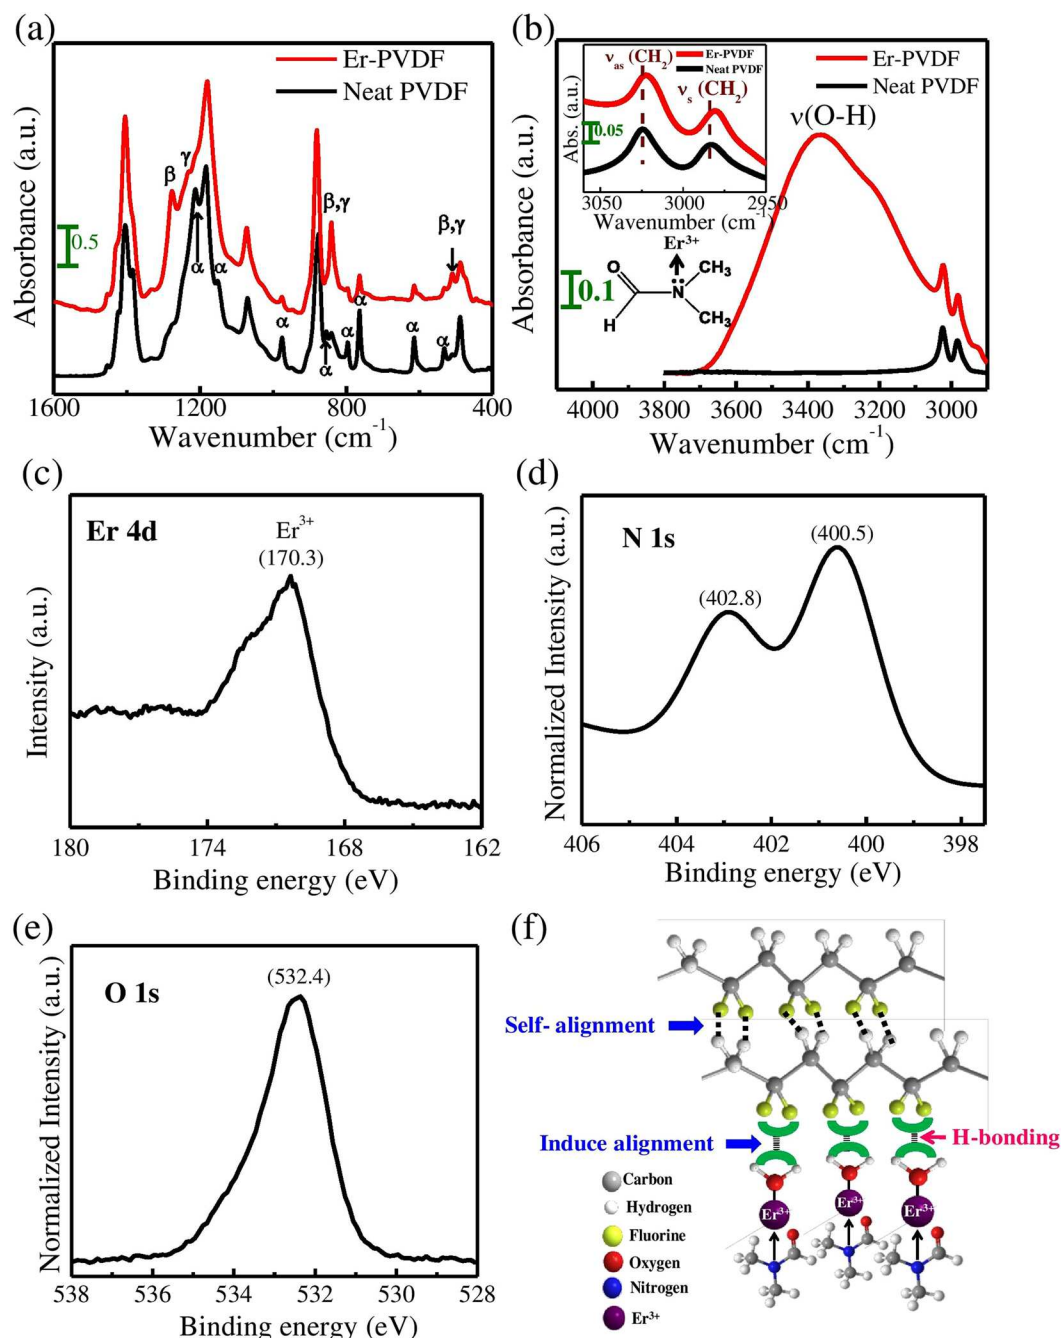 (a)
Er-PVDF
Neat PVDF
β γ
β,γ
β,γ
0.5
α α
α α α α α α
Absorbance (a.u.)
1600 1200 800 400
Wavenumber (cm⁻¹)
(b)
Er-PVDF
Neat PVDF
ν(O-H)
νas (CH2)
Er-PVDF
Neat PVDF
νs (CH2)
0.05
Abs. (a.u.)
3050 3000 2950
Wavenumber (cm⁻¹)
Er³⁺
O
CH3
N
H
CH3
0.1
Absorbance (a.u.)
4000 3600 3200
Wavenumber (cm⁻¹)
4000 3800 3400 3000
(c)
Er 4d
Er³⁺
(170.3)
Intensity (a.u.)
180 174 168 162
Binding energy (eV)
(d)
N 1s
(400.5)
(402.8)
Normalized Intensity (a.u.)
406 404 402 400 398
Binding energy (eV)
(e)
O 1s
(532.4)
Normalized Intensity (a.u.)
538 536 534 532 530 528
Binding energy (eV)
(f)
Self- alignment
Induce alignment
H-bonding
Carbon
Hydrogen
Fluorine
Oxygen
Nitrogen
Er³⁺
Er³⁺ Er³⁺ Er³⁺